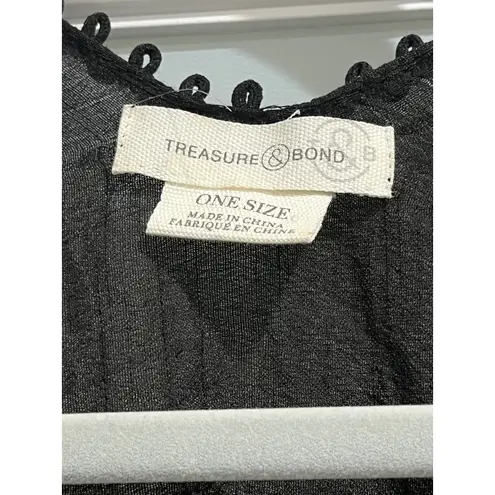 TREASURE & BOND
& B
ONE SIZE
MADE IN CHINA
FABRIQUÉ EN CHINE